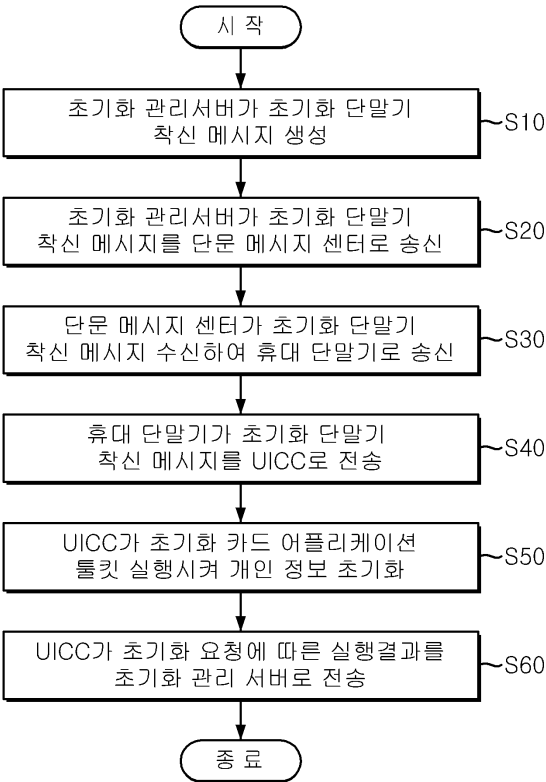 시 작
초기화 관리서버가 초기화 단말기
착신 메시지 생성
S10
초기화 관리서버가 초기화 단말기
착신 메시지를 단문 메시지 센터로 송신
S20
단문 메시지 센터가 초기화 단말기
착신 메시지 수신하여 휴대 단말기로 송신
S30
휴대 단말기가 초기화 단말기
착신 메시지를 UICC로 전송
S40
UICC가 초기화 카드 어플리케이션
툴킷 실행시켜 개인 정보 초기화
S50
UICC가 초기화 요청에 따른 실행결과를
초기화 관리 서버로 전송
S60
종 료